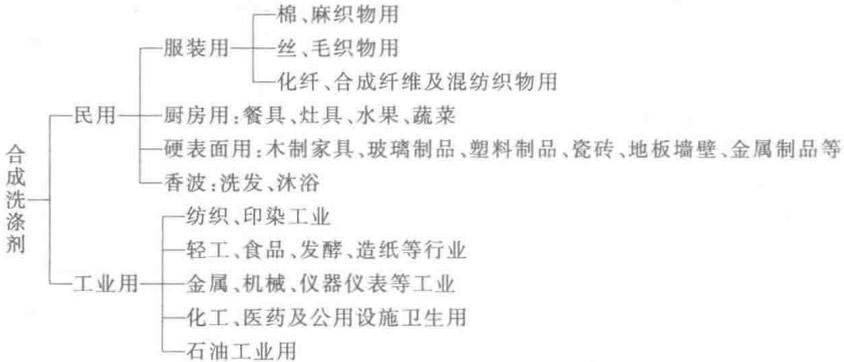 合成洗涤剂
民用
服装用
棉、麻织物用
丝、毛织物用
化纤、合成纤维及混纺织物用
厨房用:餐具、灶具、水果、蔬菜
硬表面用:木制家具、玻璃制品、塑料制品、瓷砖、地板墙壁、金属制品等
香波:洗发、沐浴
工业用
纺织、印染工业
轻工、食品、发酵、造纸等行业
金属、机械、仪器仪表等工业
化工、医药及公用设施卫生用
石油工业用